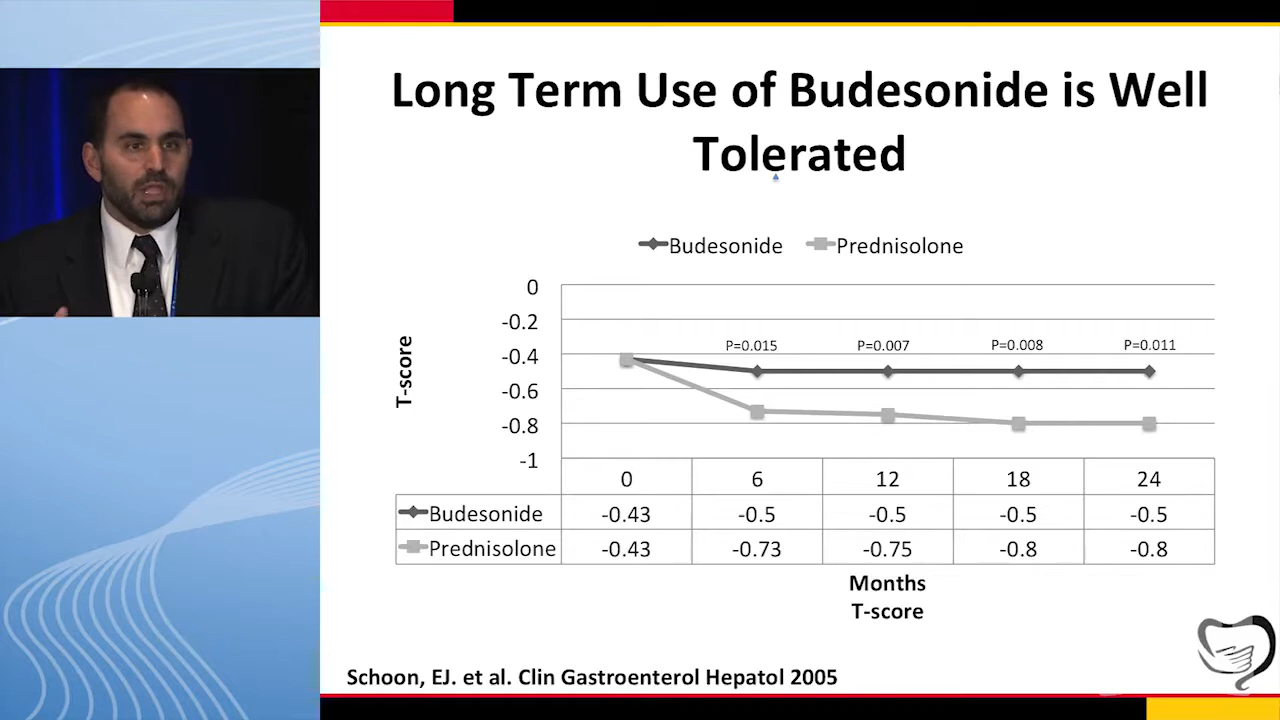 Long Term Use of Budesonide is Well
Tolerated
Budesonide Prednisolone
0
-0.2
-0.4
-0.6
-0.8
-1
T-score
P=0.015 P=0.007 P=0.008 P=0.011
0 6 12 18 24
Budesonide -0.43 -0.5 -0.5 -0.5 -0.5
Prednisolone -0.43 -0.73 -0.75 -0.8 -0.8
Months
T-score
Schoon, EJ. et al. Clin Gastroenterol Hepatol 2005